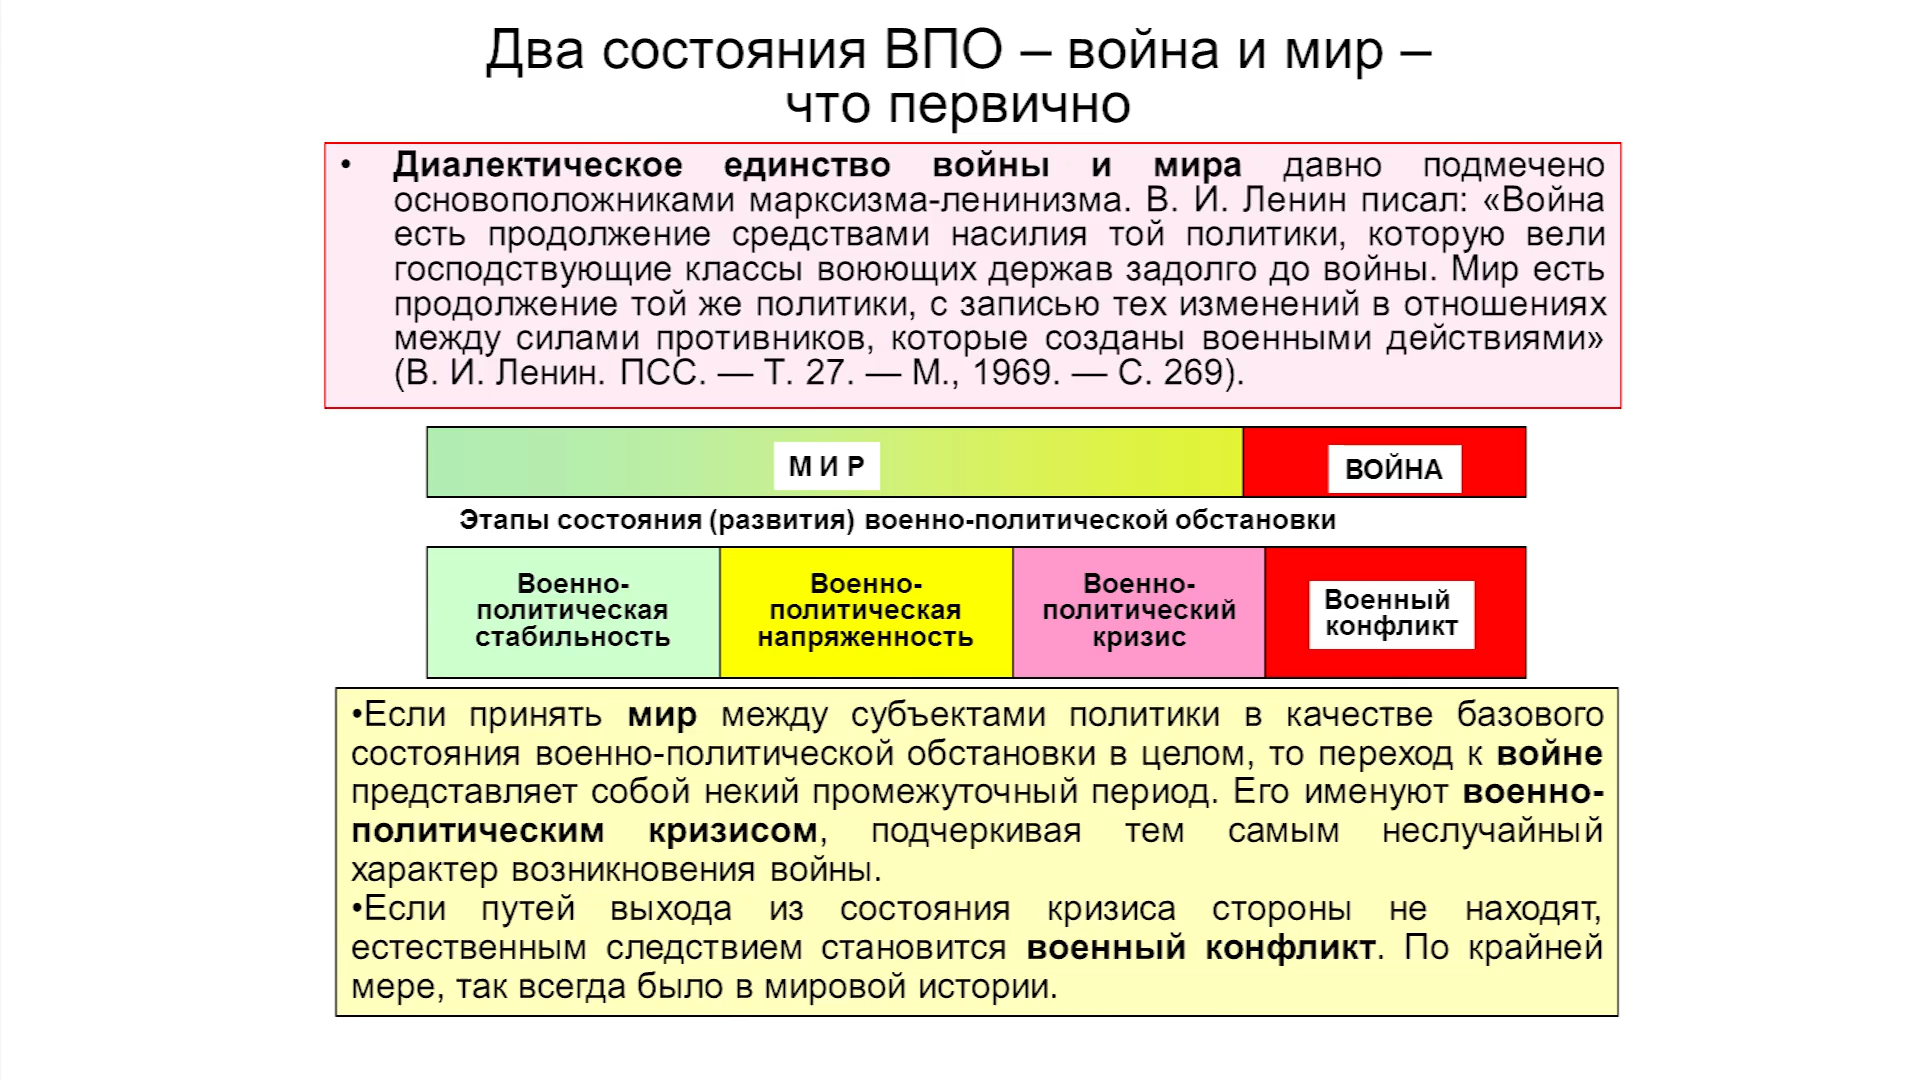 Два состояния ВПО – война и мир –
что первично
• Диалектическое единство войны и мира давно подмечено
основоположниками марксизма-ленинизма. В. И. Ленин писал: «Война
есть продолжение средствами насилия той политики, которую вели
господствующие классы воюющих держав задолго до войны. Мир есть
продолжение той же политики, с записью тех изменений в отношениях
между силами противников, которые созданы военными действиями»
(В. И. Ленин. ПСС. — Т. 27. — М., 1969. — С. 269).
М И Р
ВОЙНА
Этапы состояния (развития) военно-политической обстановки
Военно-
политическая
стабильность
Военно-
политическая
напряженность
Военно-
политический
кризис
Военный
конфликт
•Если принять мир между субъектами политики в качестве базового
состояния военно-политической обстановки в целом, то переход к войне
представляет собой некий промежуточный период. Его именуют военно-
политическим кризисом, подчеркивая тем самым неслучайный
характер возникновения войны.
•Если путей выхода из состояния кризиса стороны не находят,
естественным следствием становится военный конфликт. По крайней
мере, так всегда было в мировой истории.